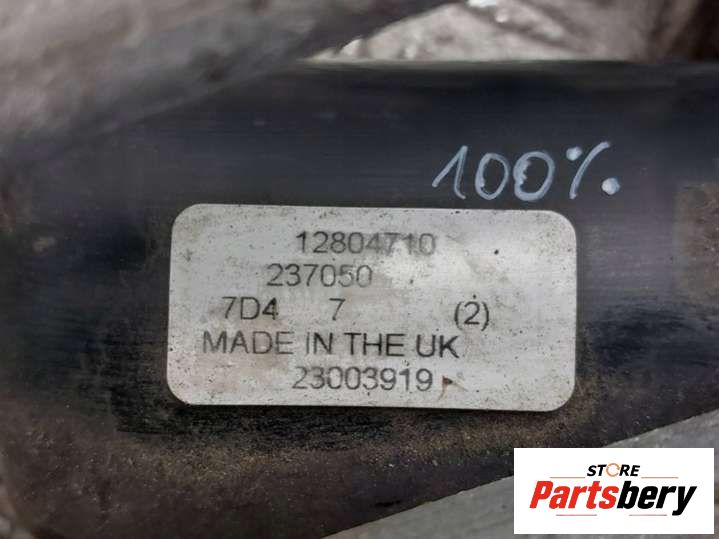 100%
12804710
237050
7D4 7 (2)
MADE IN THE UK
23003919
STORE
Partsbery